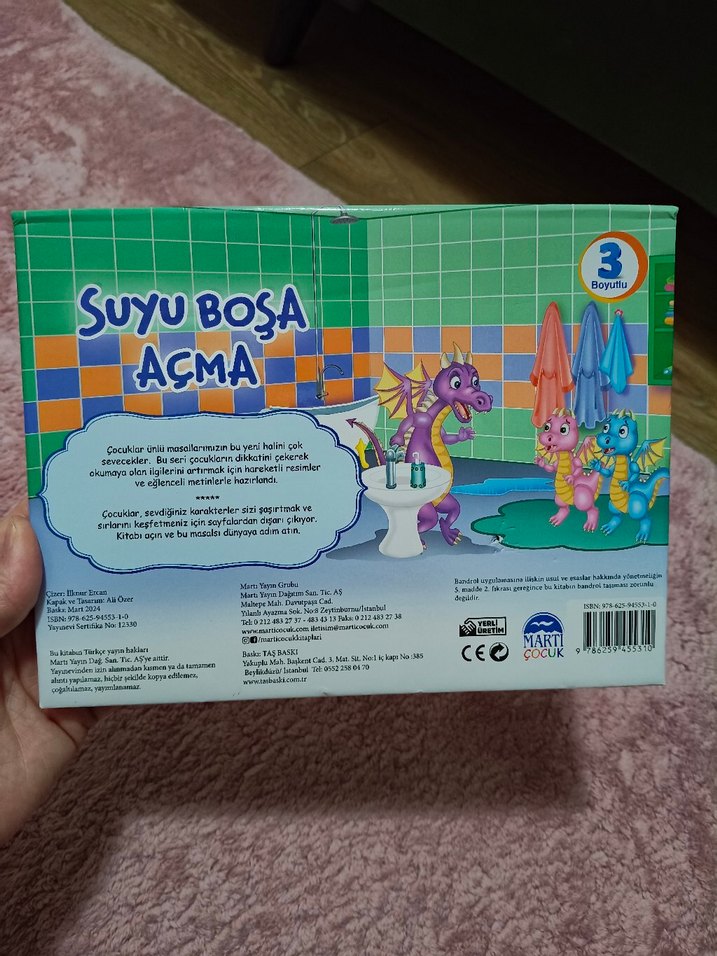 3
Boyutlu
SUYU BOŞA
AÇMA
Çocuklar ünlü masallarımızın bu yeni halini çok
sevecekler. Bu seri çocukların dikkatini çekerek
okumaya olan ilgilerini artırmak için hareketli resimler
ve eğlenceli metinlerle hazırlandı.
*****
Çocuklar, sevdiğiniz karakterler sizi şaşırtmak ve
sırlarını keşfetmeniz için sayfalardan dışarı çıkıyor.
Kitabı açın ve bu masalsı dünyaya adım atın.
Çizer: İlknur Ercan
Kapak ve Tasarım: Ali Özer
Baskı: Mart 2024
ISBN: 978-625-94553-1-0
Yayınevi Sertifika No: 12330
Bu kitabın Türkçe yayın hakları
Martı Yayın Dağ. San. Tic. AŞ'ye aittir.
Yayınevinden izin alınmadan kısmen ya da tamamen
alıntı yapılamaz, hiçbir şekilde kopya edilemez,
çoğaltılamaz, yayımlanamaz.
Martı Yayın Grubu
Martı Yayın Dağıtım San. Tic. AŞ
Maltepe Mah. Davutpaşa Cad.
Yılanlı Ayazma Sok. No:8 Zeytinburnu/İstanbul
Tel: 0 212 483 27 37 - 483 43 13 Faks: 0 212 483 27 38
www.marticocuk.com iletisim@marticocuk.com
/marticocukkitaplari
Baskı: TAŞ BASKI
Yakuplu Mah. Başkent Cad. 3. Mat. Sit. No:1 iç kapı No :385
Beylikdüzü/ İstanbul Tel: 0552 258 04 70
www.tasbaski.com.tr
Bandrol uygulamasına ilişkin usul ve esaslar hakkında yönetmeliğin
5. madde 2. fıkrası gereğince bu kitabın bandrol taşıması zorunlu
değildir.
YERLİ
ÜRETİM
CE
MARTI
ÇOCUK
ISBN: 978-625-94553-1-0
9 786259 455310